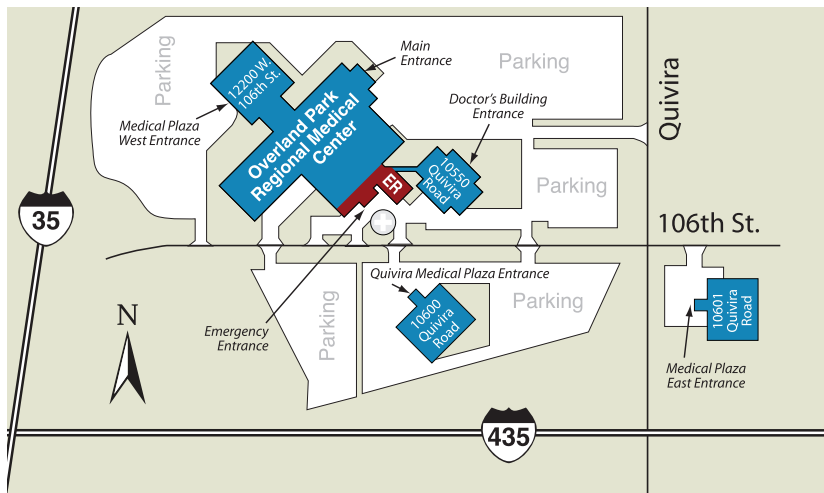 Parking
12200 W.
106th St.
Main
Entrance
Parking
Medical Plaza
West Entrance
Overland Park
Regional Medical
Center
Doctor's Building
Entrance
Quivira
ER
10550
Quivira
Road
Parking
35
106th St.
Quivira Medical Plaza Entrance
N
Emergency
Entrance
Parking
10600
Quivira
Road
Parking
10601
Quivira
Road
Medical Plaza
East Entrance
435